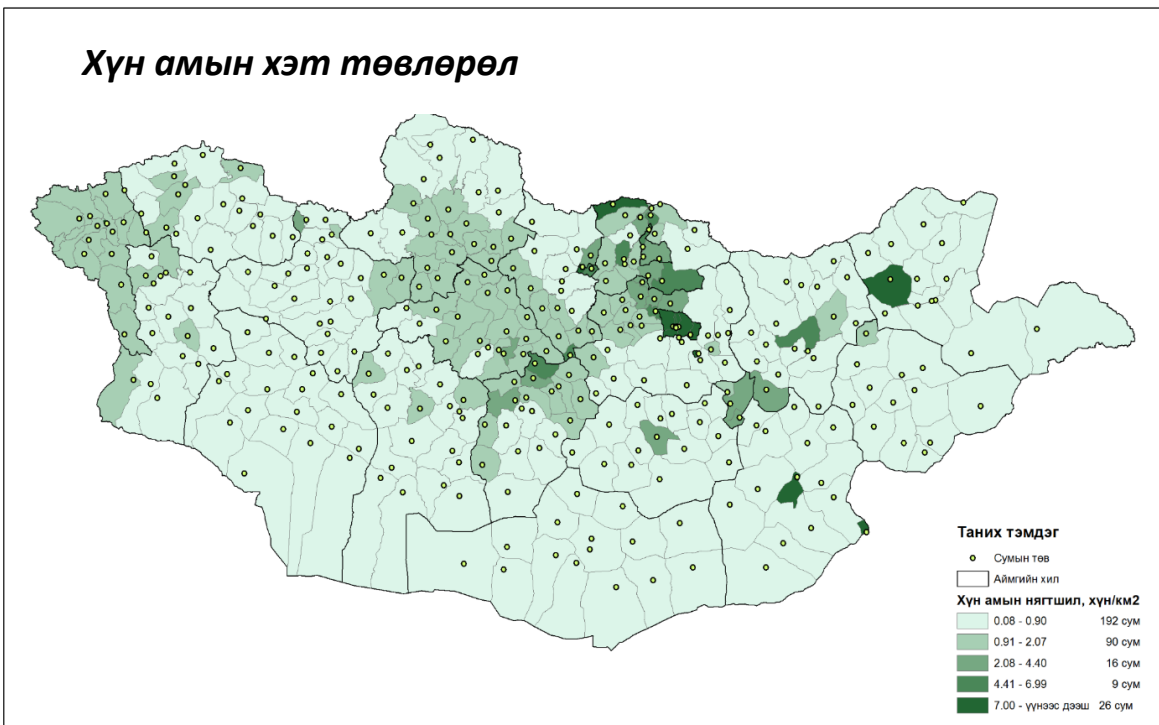 Хүн амын хэт төвлөрөл
Таних тэмдэг
Сумын төв
Аймгийн хил
Хүн амын нягтшил, хүн/км2
0.08 - 0.90 192 сум
0.91 - 2.07 90 сум
2.08 - 4.40 16 сум
4.41 - 6.99 9 сум
7.00 - үүнээс дээш 26 сум